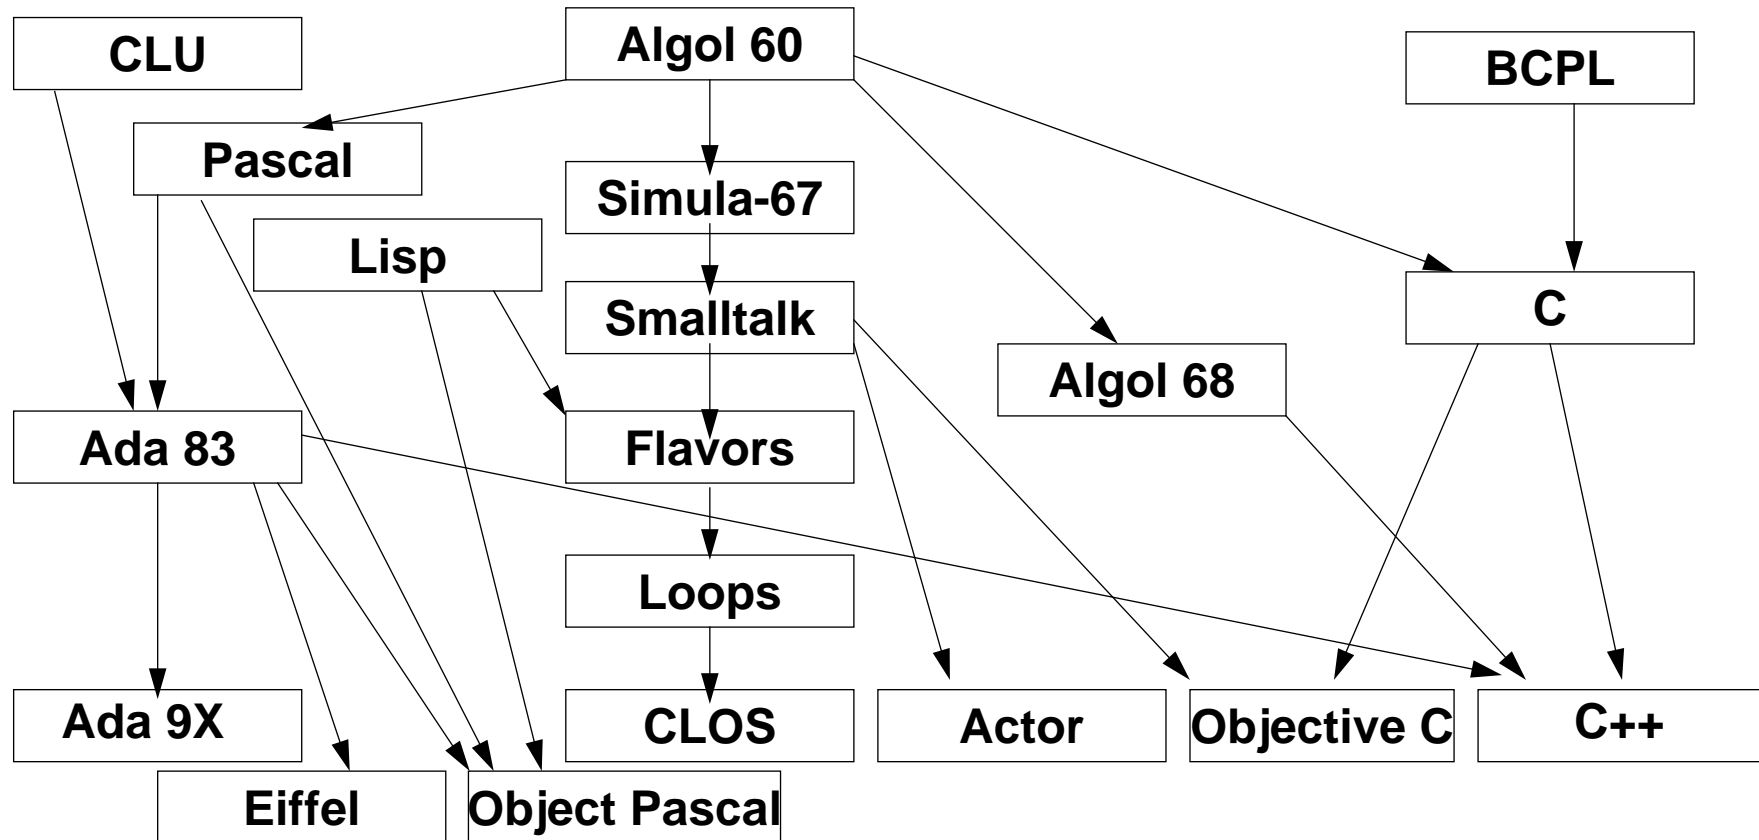 CLU
Algol 60
BCPL
Pascal
Simula-67
Lisp
Smalltalk
C
Algol 68
Ada 83
Flavors
Loops
Ada 9X
CLOS
Actor
Objective C
C++
Eiffel
Object Pascal